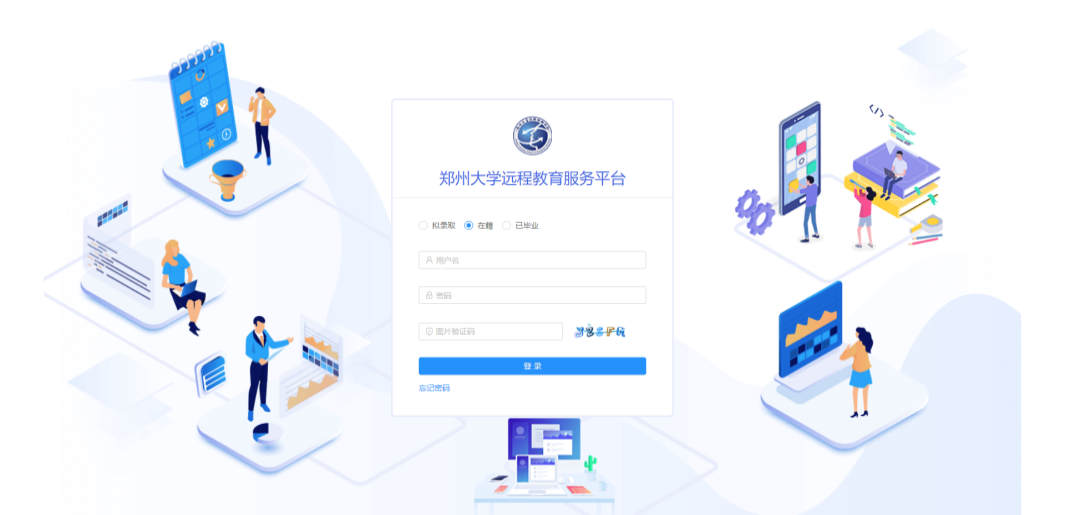 郑州大学远程教育服务平台
拟录取 在籍 已毕业
用户名
密码
图片验证码
登 录
忘记密码